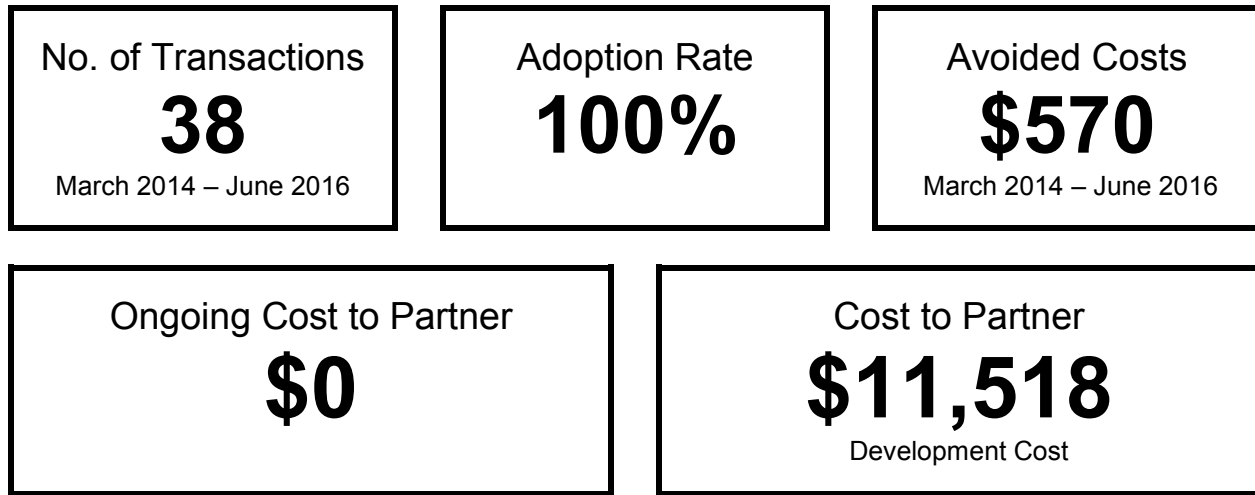 No. of Transactions
38
March 2014 – June 2016
Adoption Rate
100%
Avoided Costs
$570
March 2014 – June 2016
Ongoing Cost to Partner
$0
Cost to Partner
$11,518
Development Cost